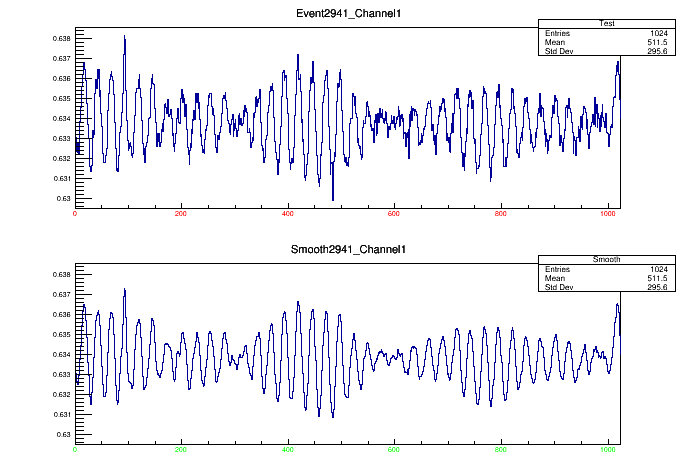 Event2941_Channel1
Test
Entries 1024
Mean 511.5
Std Dev 295.6
0.638
0.637
0.636
0.635
0.634
0.633
0.632
0.631
0.63
0 200 400 600 800 1000
Smooth2941_Channel1
Smooth
Entries 1024
Mean 511.5
Std Dev 295.6
0.638
0.637
0.636
0.635
0.634
0.633
0.632
0.631
0.63
0 200 400 600 800 1000